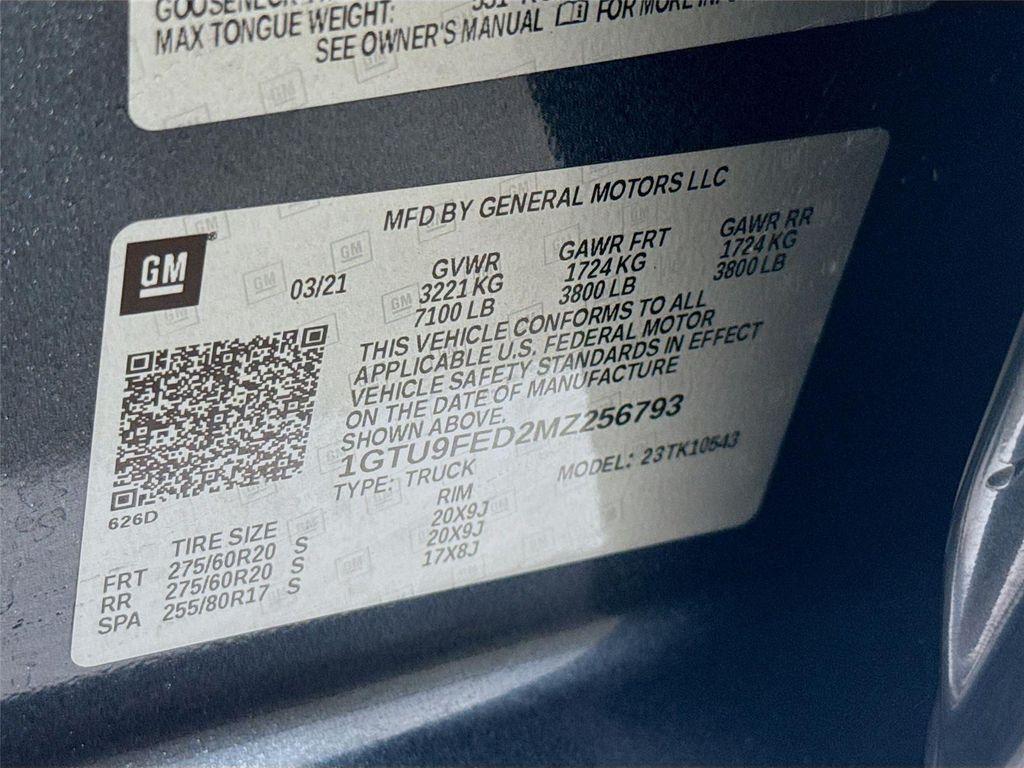 MAX TONGUE WEIGHT:
SEE OWNER'S MANUAL FOR MORE
MFD BY GENERAL MOTORS LLC
GM
03/21
GVWR GAWR FRT GAWR RR
3221 KG 1724 KG 1724 KG
7100 LB 3800 LB 3800 LB
THIS VEHICLE CONFORMS TO ALL
APPLICABLE U.S. FEDERAL MOTOR
VEHICLE SAFETY STANDARDS IN EFFECT
ON THE DATE OF MANUFACTURE
SHOWN ABOVE.
1GTU9FED2MZ256793
TYPE: TRUCK MODEL: 23TK10543
626D
TIRE SIZE RIM
FRT 275/60R20 S 20X9J
RR 275/60R20 S 20X9J
SPA 255/80R17 S 17X8J